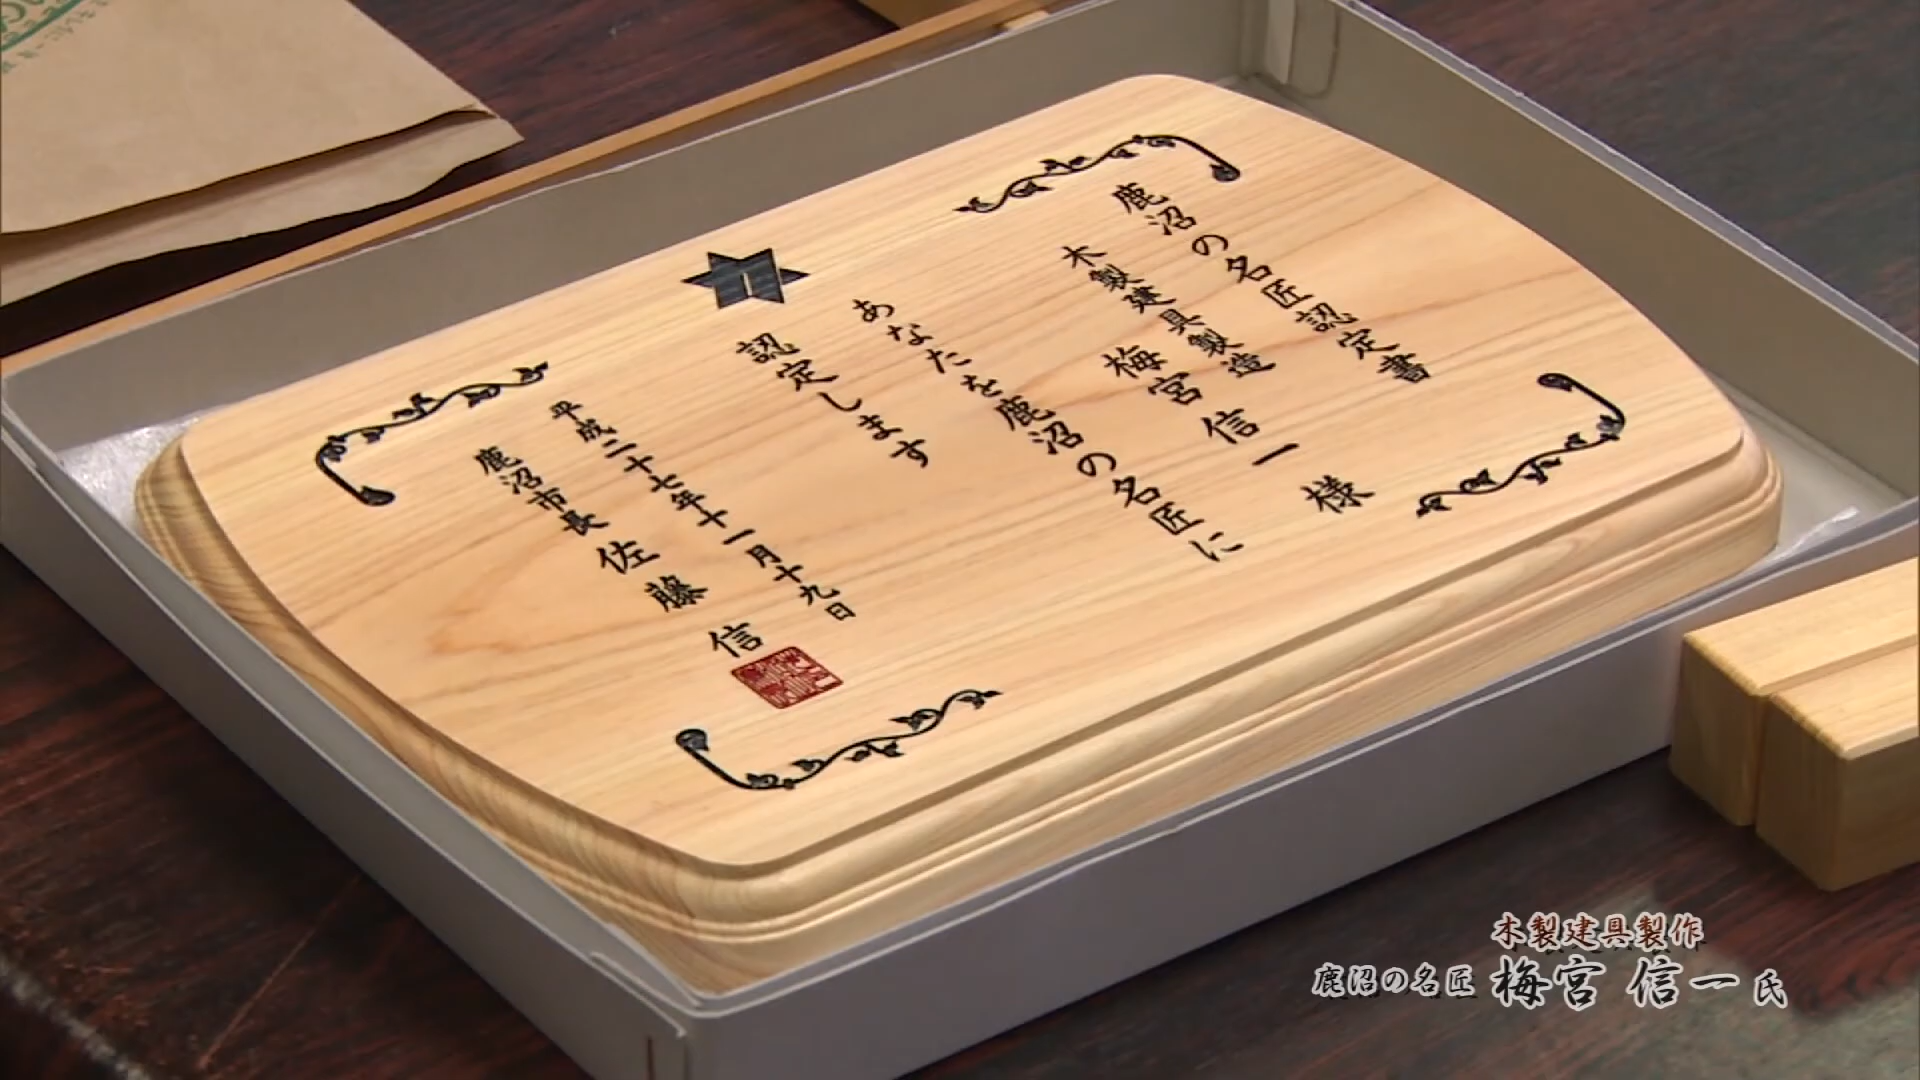 鹿沼の名匠認定書
木製建具製造
梅宮信一様
あなたを鹿沼の名匠に
認定します
平成二十七年十一月十九日
鹿沼市長 佐藤 信
木製建具製作
鹿沼の名匠 梅宮 信一 氏